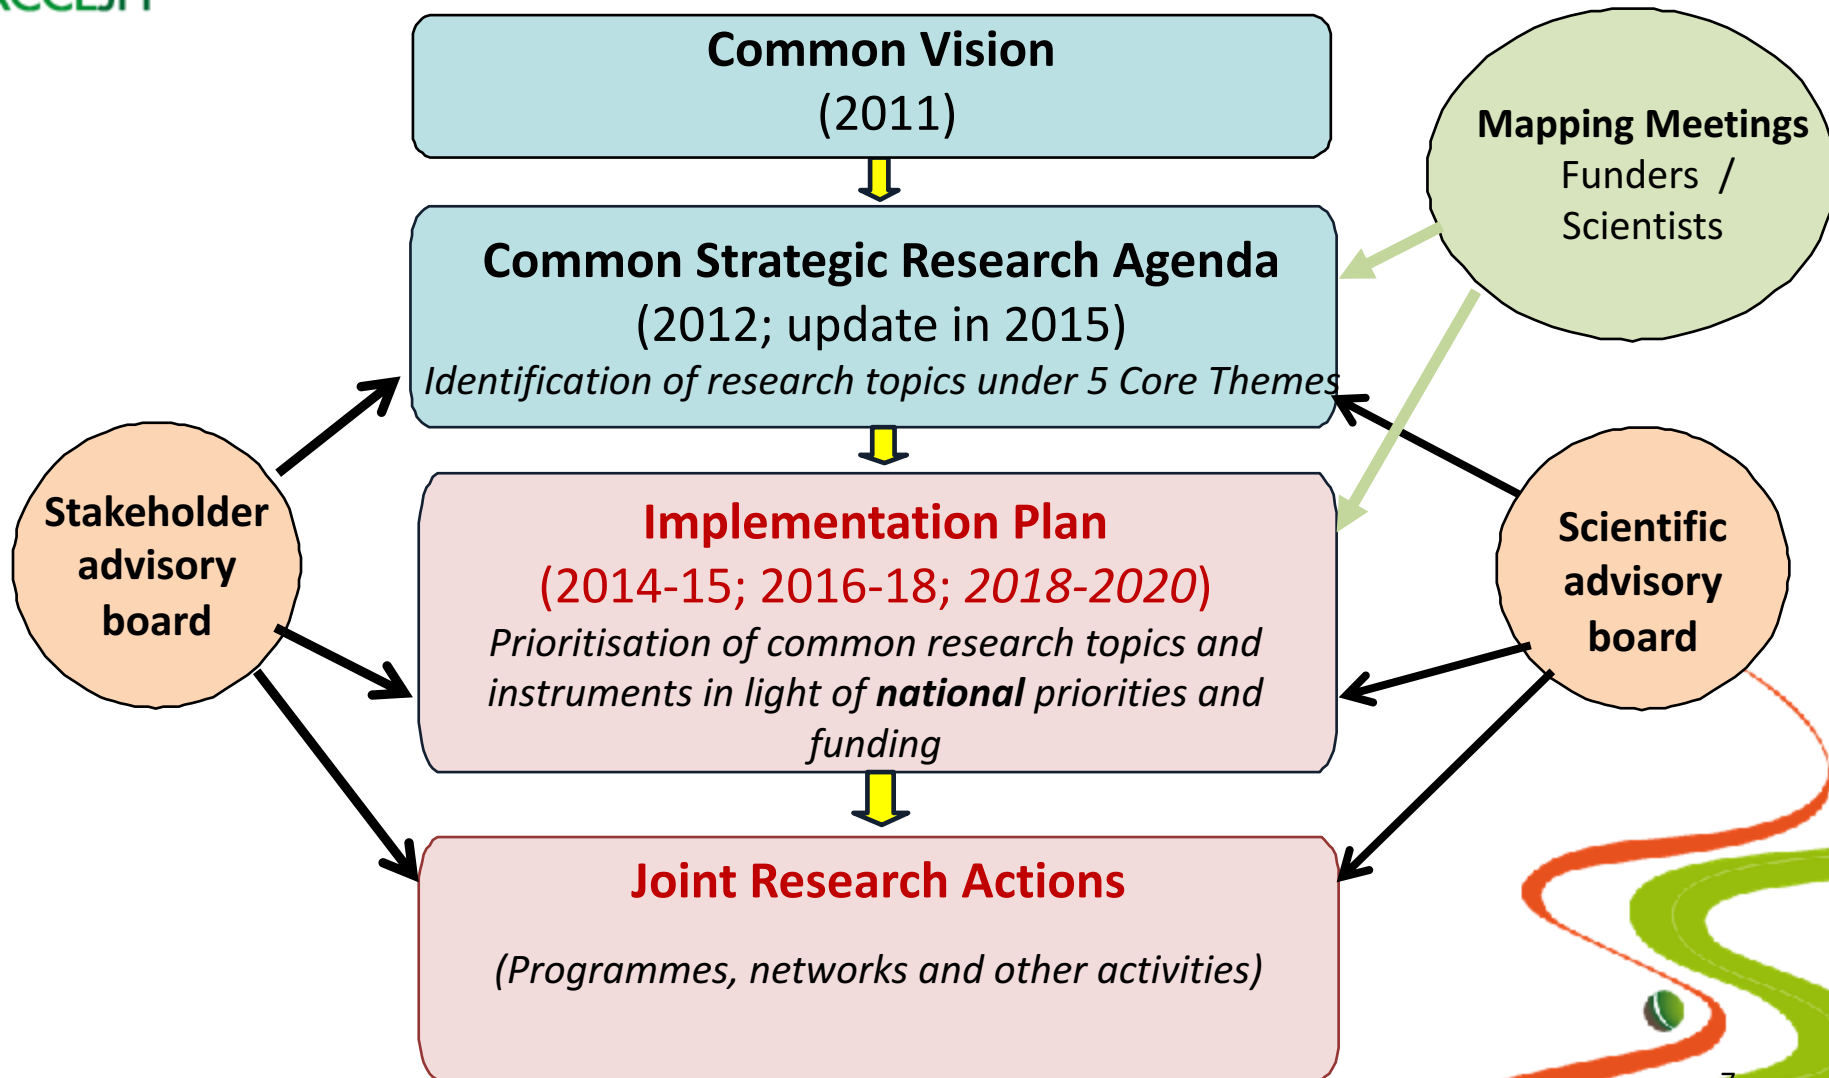 Common Vision
(2011)
Mapping Meetings
Funders /
Scientists
Common Strategic Research Agenda
(2012; update in 2015)
Identification of research topics under 5 Core Themes
Stakeholder
advisory
board
Implementation Plan
(2014-15; 2016-18; 2018-2020)
Prioritisation of common research topics and
instruments in light of national priorities and
funding
Scientific
advisory
board
Joint Research Actions
(Programmes, networks and other activities)